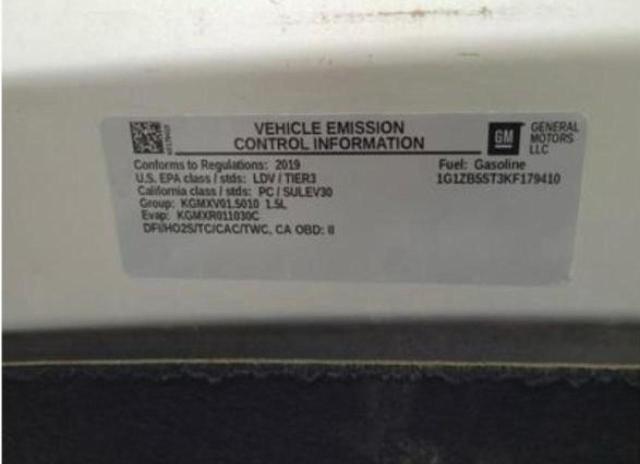 VEHICLE EMISSION
CONTROL INFORMATION
GM
GENERAL
MOTORS
LLC
Conforms to Regulations: 2019
U.S. EPA class / stds: LDV / TIER3
California class / stds: PC / SULEV30
Group: KGMXV01.5010 1.5L
Evap: KGMXR011030C
DFI/HO2S/TC/CAC/TWC, CA OBD: II
Fuel: Gasoline
1G1ZB5ST3KF179410